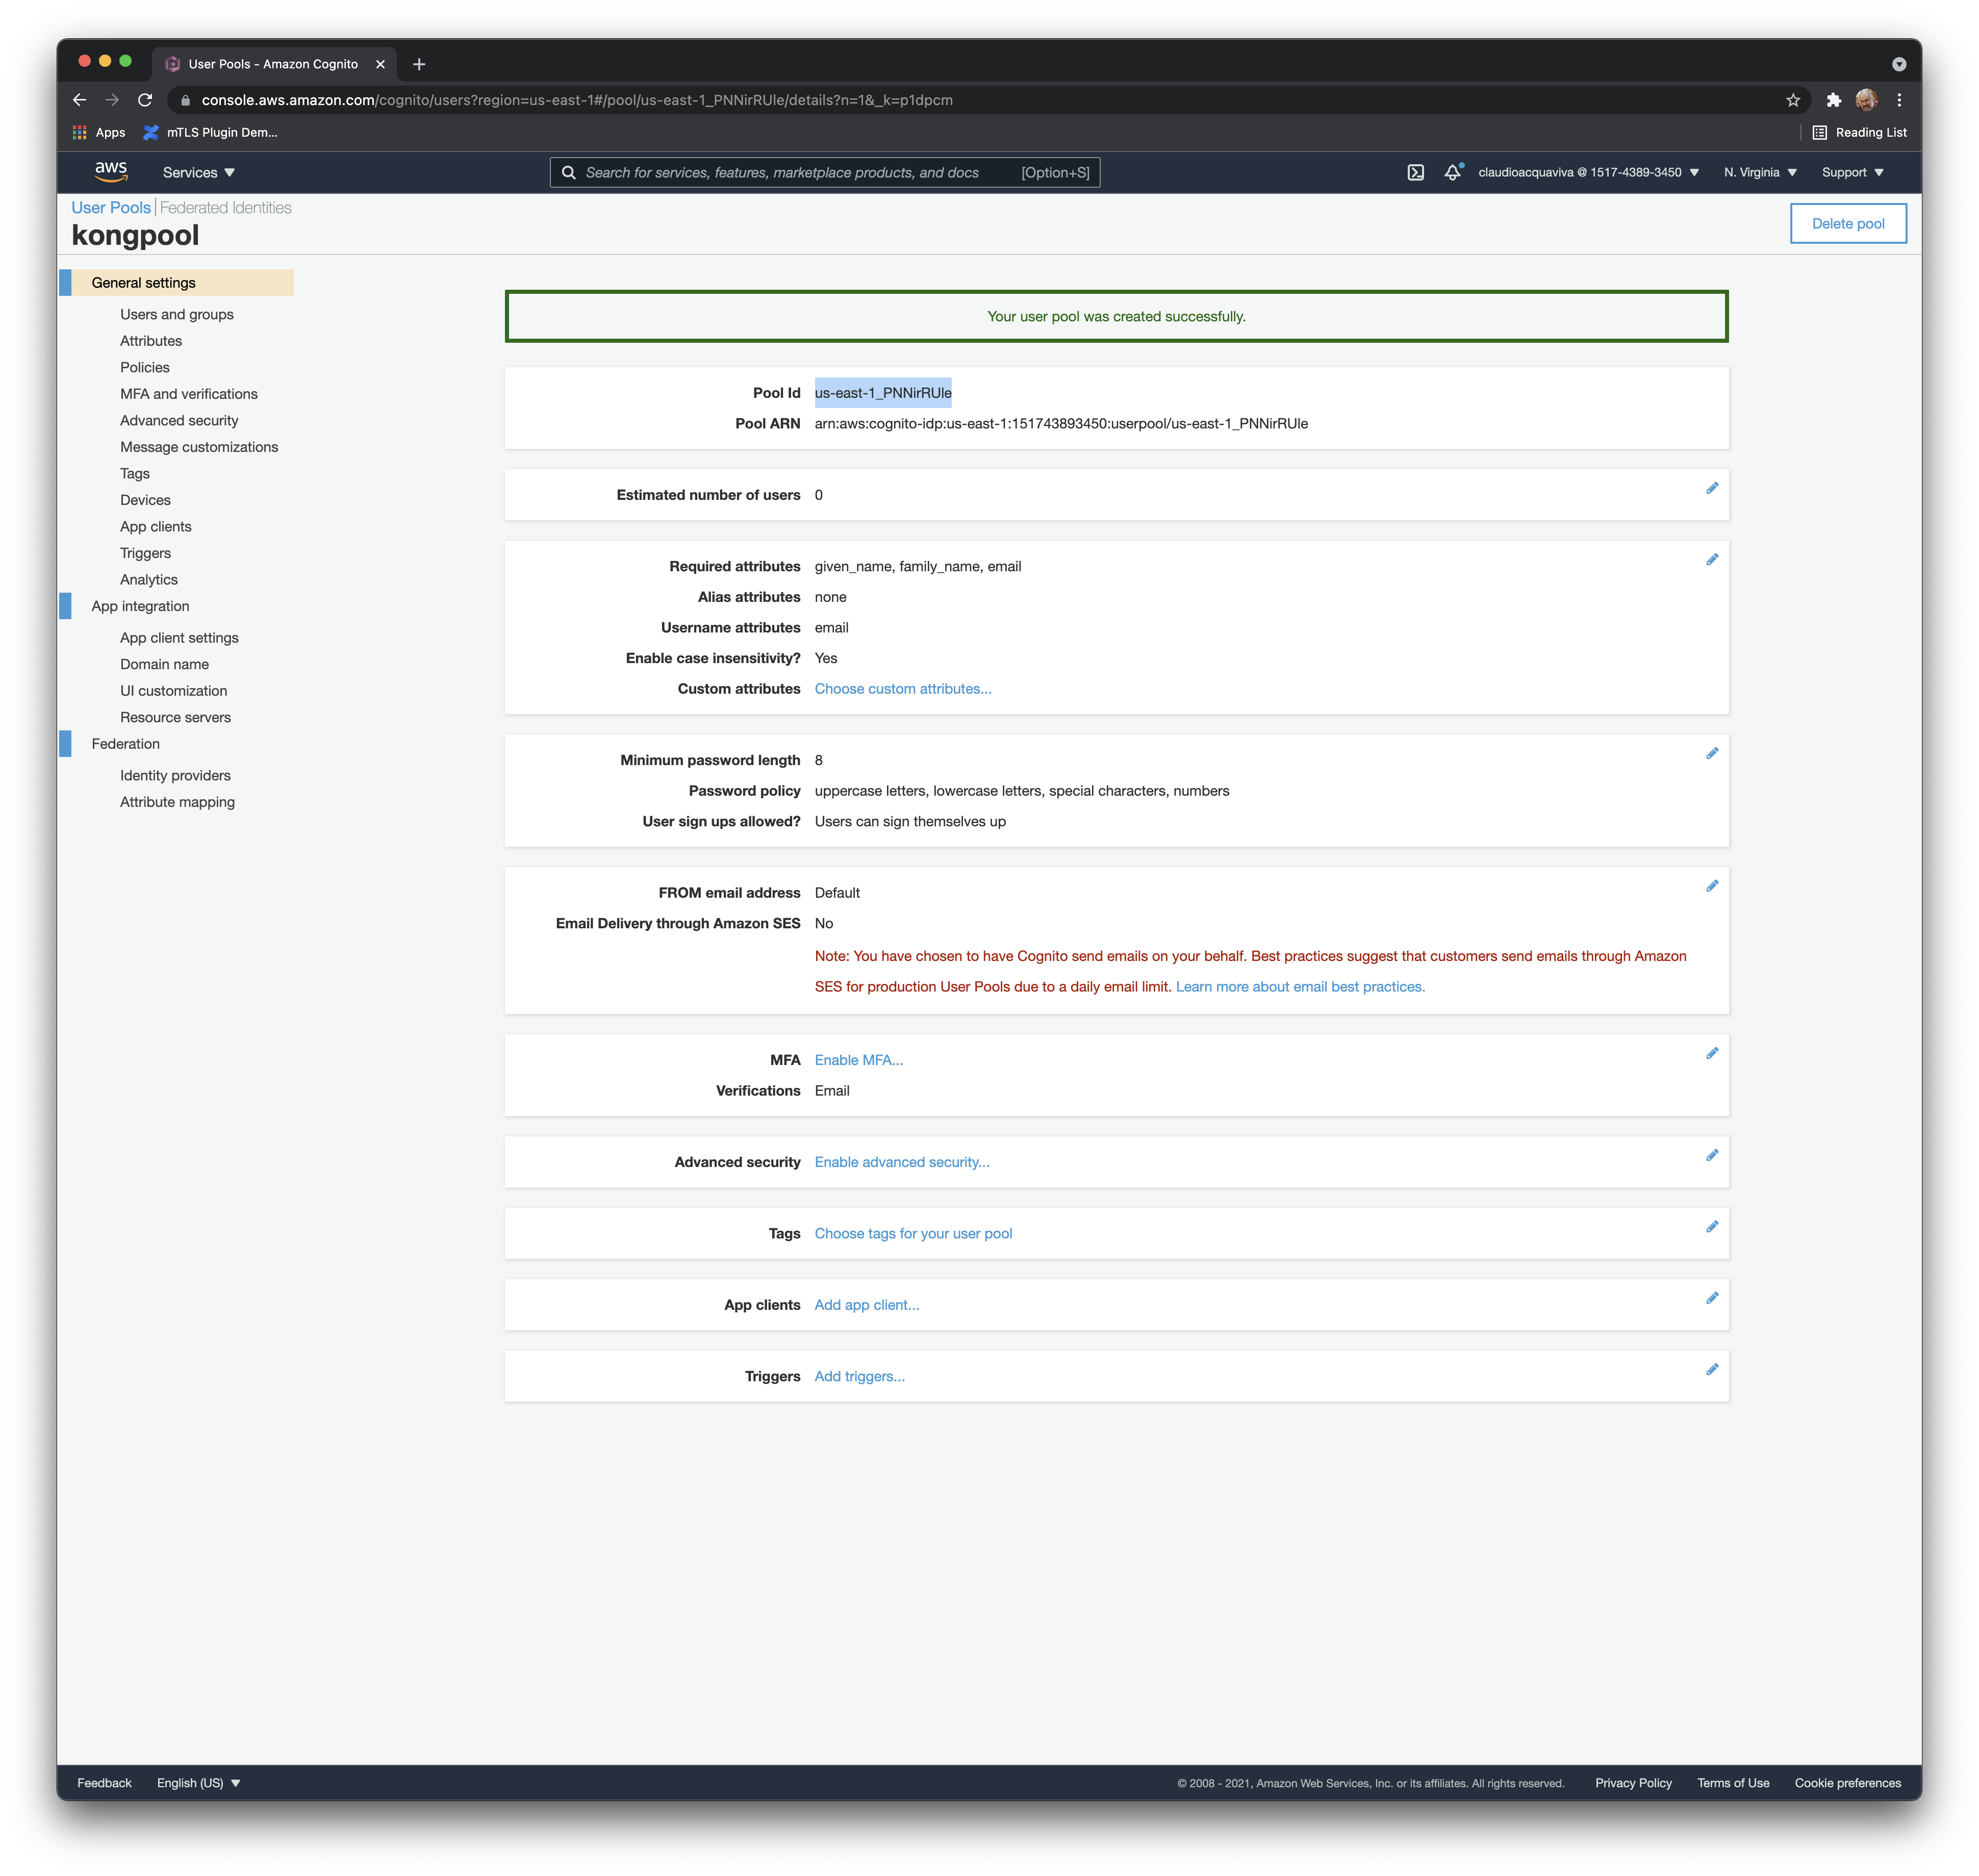 User Pools - Amazon Cognito
console.aws.amazon.com/cognito/users?region=us-east-1#/pool/us-east-1_PNNirRUle/details?n=1&_k=p1dpcm
Apps
mTLS Plugin Dem...
Reading List
aws
Services
Search for services, features, marketplace products, and docs
[Option+S]
claudioacquaviva @ 1517-4389-3450
N. Virginia
Support
User Pools | Federated Identities
kongpool
Delete pool
General settings
Users and groups
Attributes
Policies
MFA and verifications
Advanced security
Message customizations
Tags
Devices
App clients
Triggers
Analytics
App integration
App client settings
Domain name
UI customization
Resource servers
Federation
Identity providers
Attribute mapping
Your user pool was created successfully.
Pool Id us-east-1_PNNirRUle
Pool ARN arn:aws:cognito-idp:us-east-1:151743893450:userpool/us-east-1_PNNirRUle
Estimated number of users 0
Required attributes given_name, family_name, email
Alias attributes none
Username attributes email
Enable case insensitivity? Yes
Custom attributes Choose custom attributes...
Minimum password length 8
Password policy uppercase letters, lowercase letters, special characters, numbers
User sign ups allowed? Users can sign themselves up
FROM email address Default
Email Delivery through Amazon SES No
Note: You have chosen to have Cognito send emails on your behalf. Best practices suggest that customers send emails through Amazon
SES for production User Pools due to a daily email limit. Learn more about email best practices.
MFA Enable MFA...
Verifications Email
Advanced security Enable advanced security...
Tags Choose tags for your user pool
App clients Add app client...
Triggers Add triggers...
Feedback
English (US)
© 2008 - 2021, Amazon Web Services, Inc. or its affiliates. All rights reserved.
Privacy Policy
Terms of Use
Cookie preferences